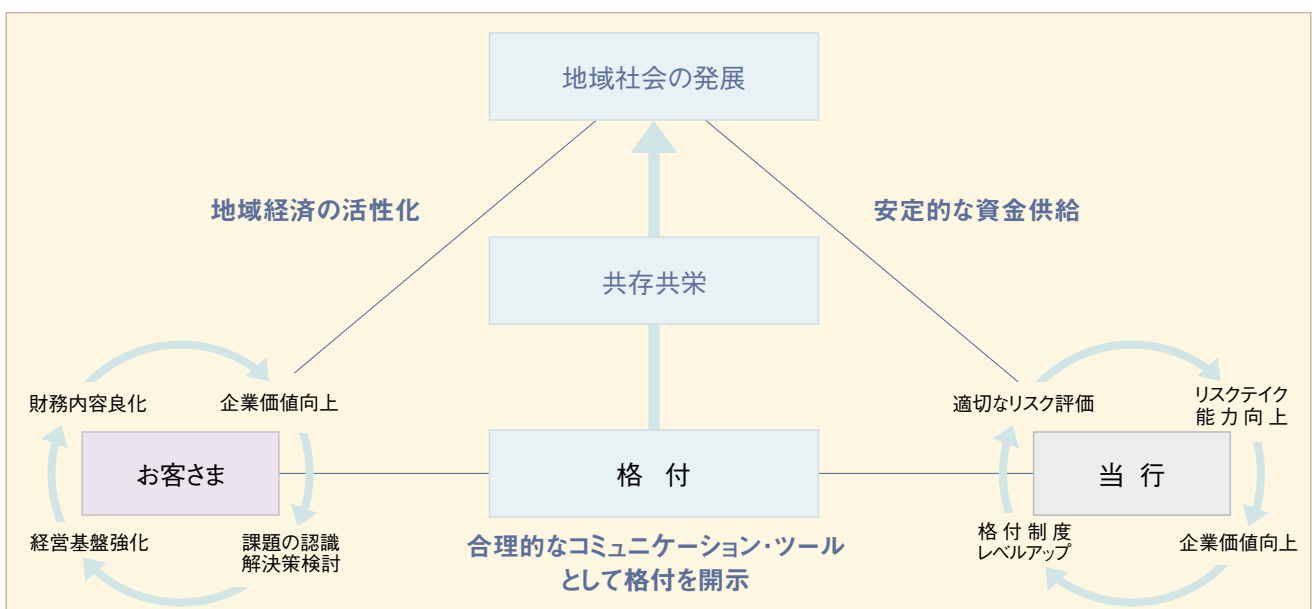 地域社会の発展
地域経済の活性化
安定的な資金供給
共存共栄
財務内容良化
企業価値向上
お客さま
経営基盤強化
課題の認識
解決策検討
格 付
合理的なコミュニケーション・ツール
として格付を開示
適切なリスク評価
リスクテイク
能力向上
当 行
格付制度
レベルアップ
企業価値向上